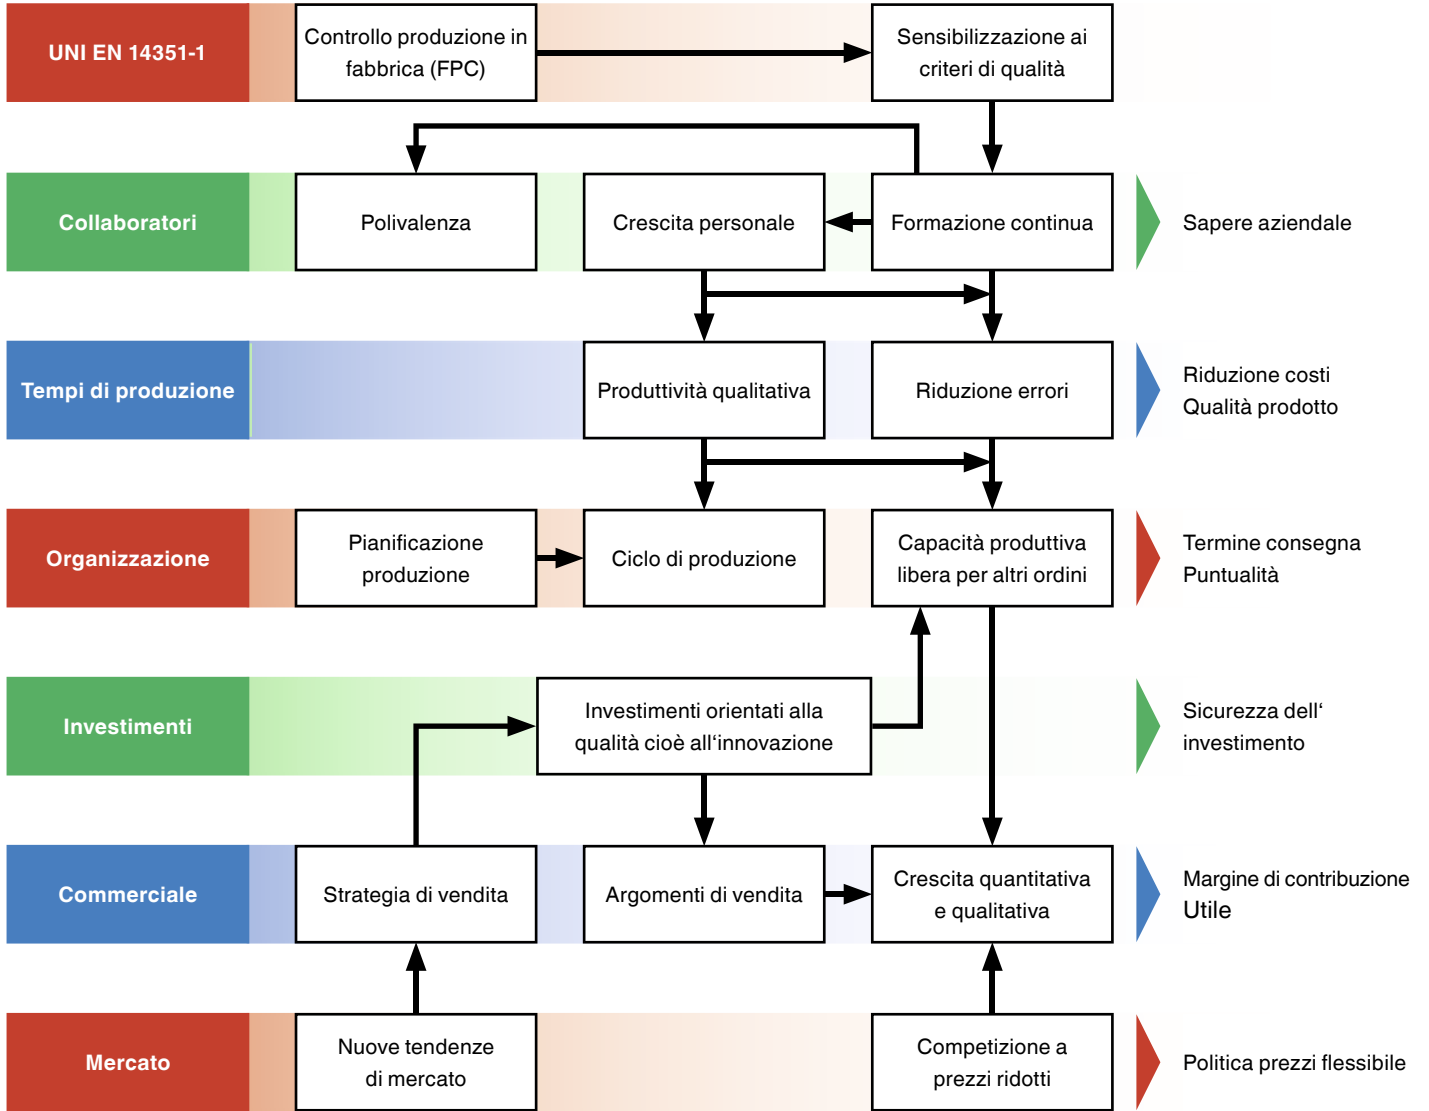 UNI EN 14351-1
Controllo produzione in
fabbrica (FPC)
Sensibilizzazione ai
criteri di qualità
Collaboratori
Polivalenza
Crescita personale
Formazione continua
Sapere aziendale
Tempi di produzione
Produttività qualitativa
Riduzione errori
Riduzione costi
Qualità prodotto
Organizzazione
Pianificazione
produzione
Ciclo di produzione
Capacità produttiva
libera per altri ordini
Termine consegna
Puntualità
Investimenti
Investimenti orientati alla
qualità cioè all‘innovazione
Sicurezza dell‘
investimento
Commerciale
Strategia di vendita
Argomenti di vendita
Crescita quantitativa
e qualitativa
Margine di contribuzione
Utile
Mercato
Nuove tendenze
di mercato
Competizione a
prezzi ridotti
Politica prezzi flessibile